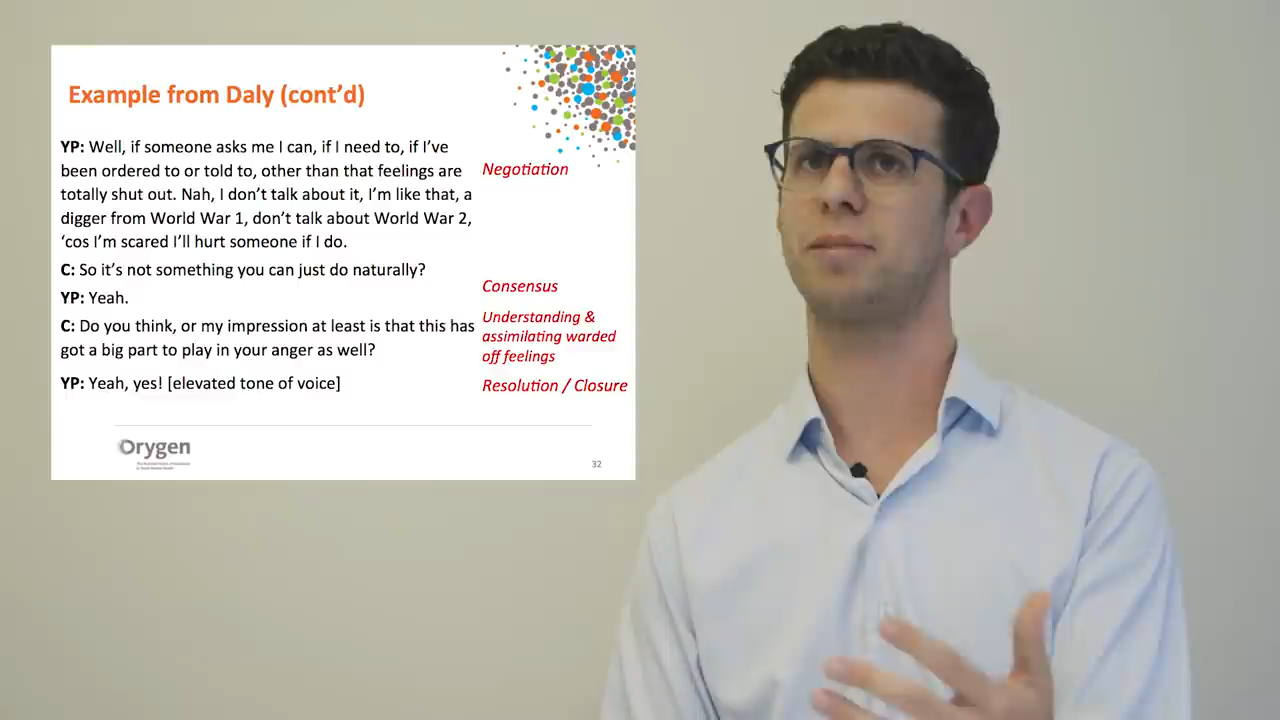 Example from Daly (cont'd)
YP: Well, if someone asks me I can, if I need to, if I've
been ordered to or told to, other than that feelings are
totally shut out. Nah, I don't talk about it, I'm like that, a
digger from World War 1, don't talk about World War 2,
'cos I'm scared I'll hurt someone if I do.
Negotiation
C: So it's not something you can just do naturally?
Consensus
YP: Yeah.
C: Do you think, or my impression at least is that this has
got a big part to play in your anger as well?
Understanding &
assimilating warded
off feelings
YP: Yeah, yes! [elevated tone of voice]
Resolution / Closure
Orygen
32